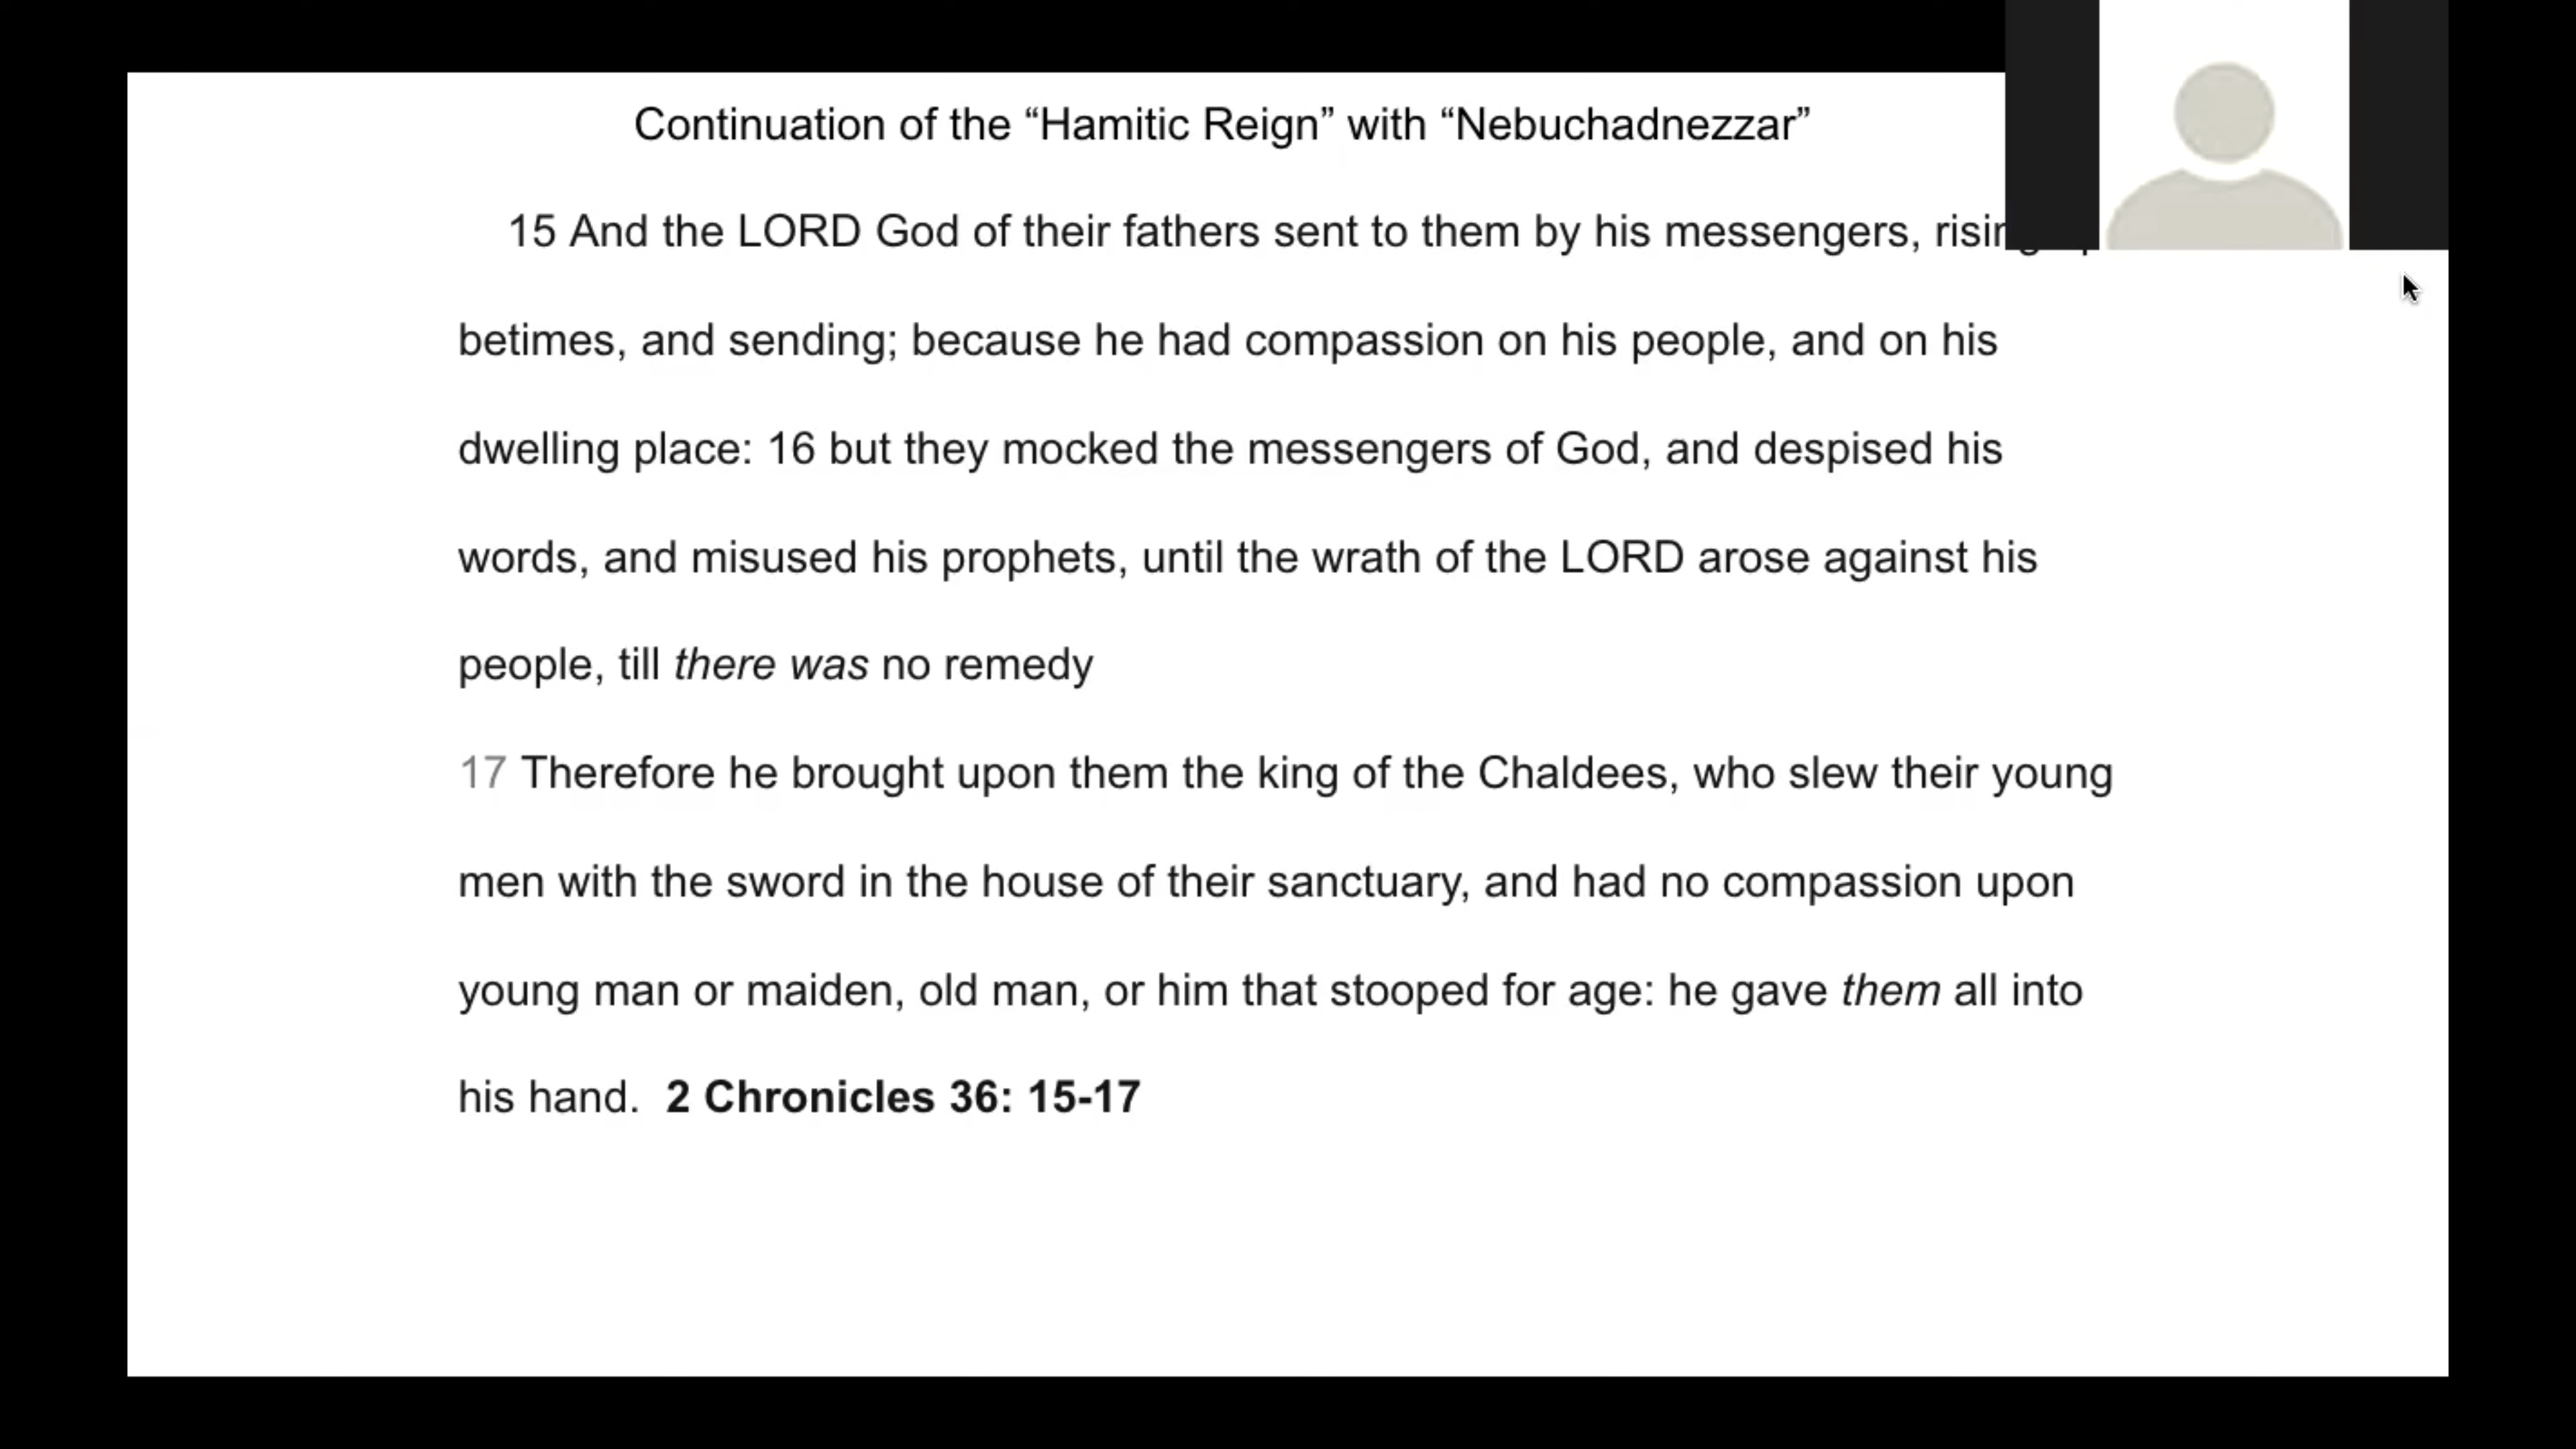 Continuation of the “Hamitic Reign” with “Nebuchadnezzar”
15 And the LORD God of their fathers sent to them by his messengers,
betimes, and sending; because he had compassion on his people, and on his
dwelling place: 16 but they mocked the messengers of God, and despised his
words, and misused his prophets, until the wrath of the LORD arose against his
people, till there was no remedy
17 Therefore he brought upon them the king of the Chaldees, who slew their young
men with the sword in the house of their sanctuary, and had no compassion upon
young man or maiden, old man, or him that stooped for age: he gave them all into
his hand.  2 Chronicles 36: 15-17